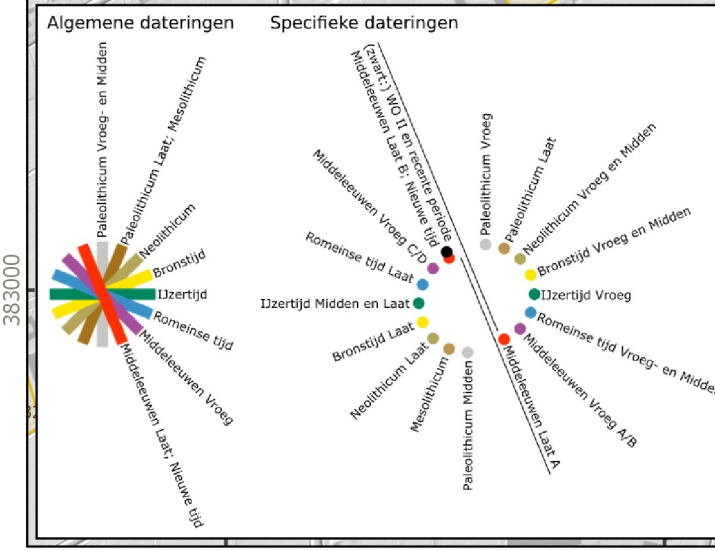 Algemene dateringen
Specifieke dateringen
383000
Paleolithicum Vroeg- en Midden
Paleolithicum Laat; Mesolithicum
Neolithicum
Bronstijd
IJzertijd
Romeinse tijd
Middeleeuwen Vroeg
Middeleeuwen Laat; Nieuwe tijd
(zwart:) WO II en recente periode
Middeleeuwen Laat B; Nieuwe tijd
Middeleeuwen Vroeg C/D
Romeinse tijd Laat
IJzertijd Midden en Laat
Bronstijd Laat
Neolithicum Laat
Mesolithicum
Paleolithicum Midden
Paleolithicum Vroeg
Paleolithicum Laat
Neolithicum Vroeg en Midden
Bronstijd Vroeg en Midden
IJzertijd Vroeg
Romeinse tijd Vroeg- en Midde
Middeleeuwen Vroeg A/B
Middeleeuwen Laat A